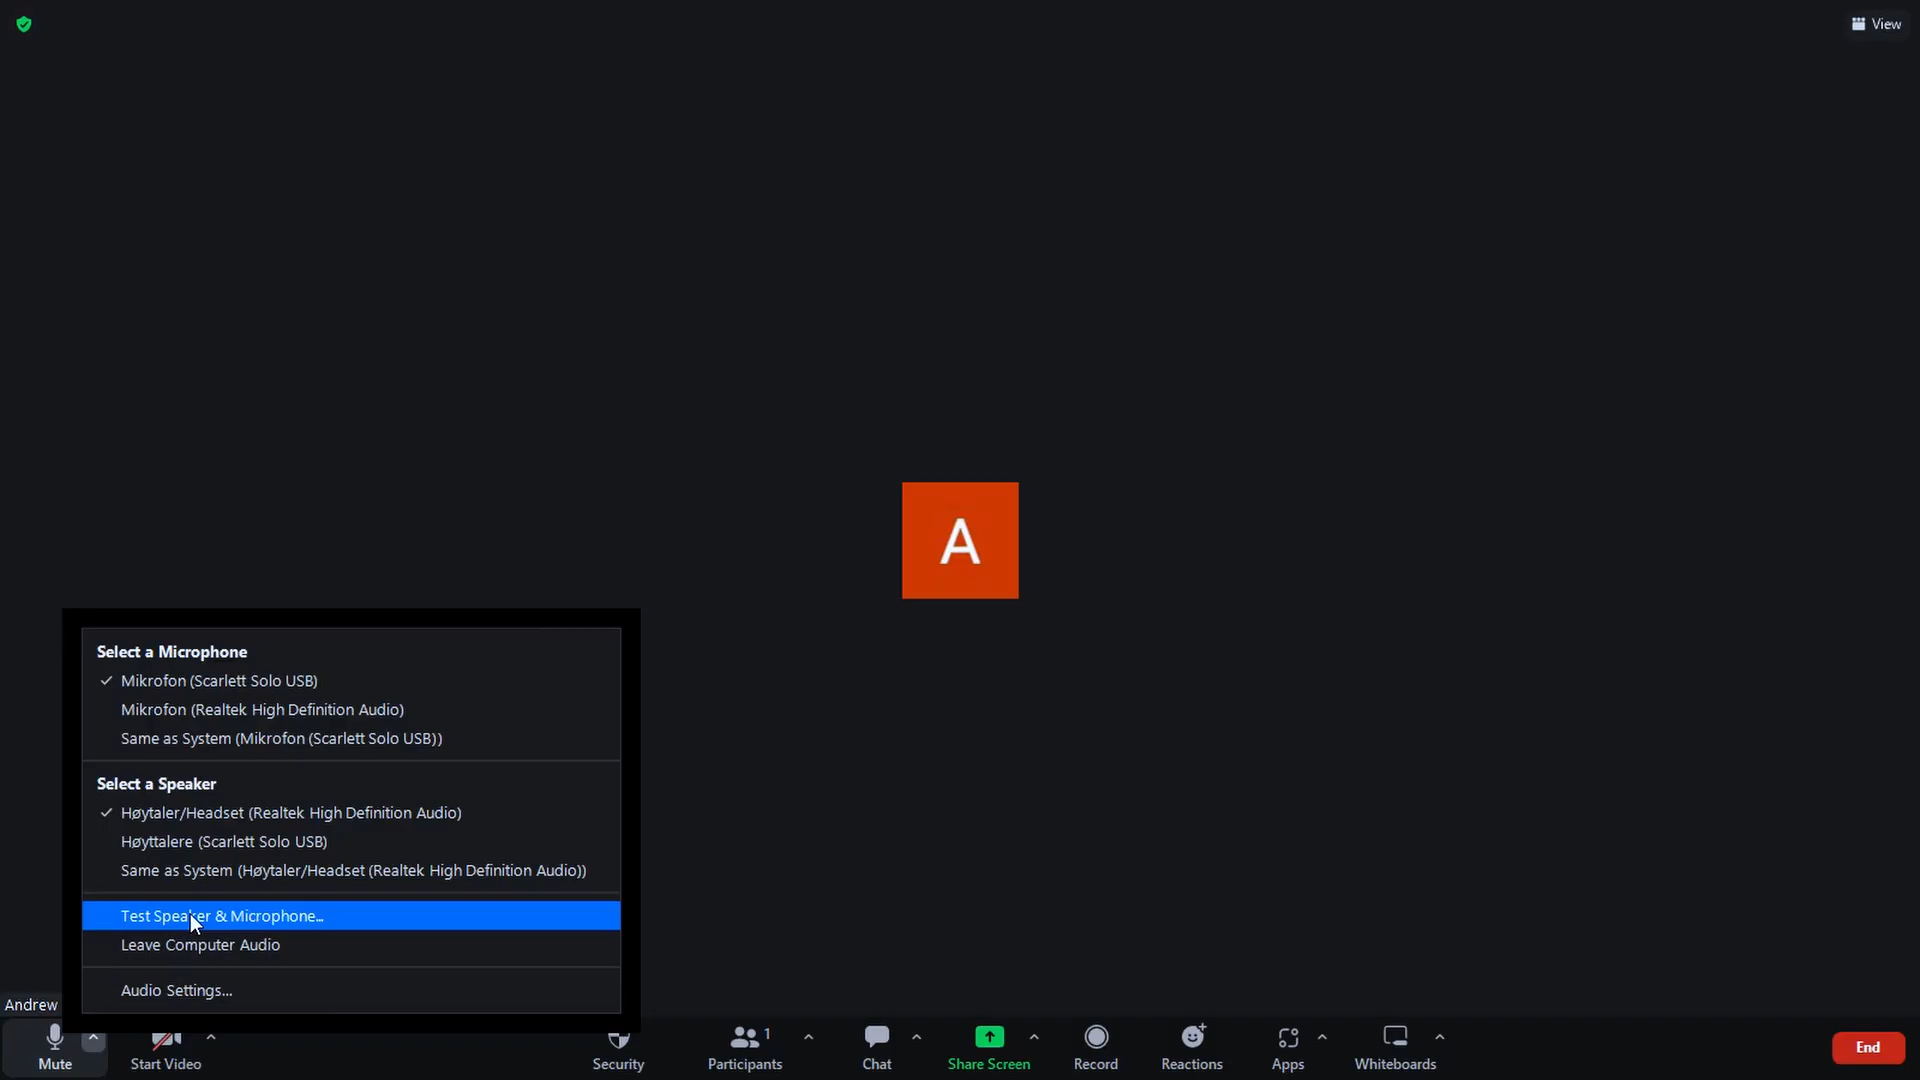 View
A
Select a Microphone
Mikrofon (Scarlett Solo USB)
Mikrofon (Realtek High Definition Audio)
Same as System (Mikrofon (Scarlett Solo USB))
Select a Speaker
Høytaler/Headset (Realtek High Definition Audio)
Høyttalere (Scarlett Solo USB)
Same as System (Høytaler/Headset (Realtek High Definition Audio))
Test Speaker & Microphone...
Leave Computer Audio
Audio Settings...
Andrew
Mute
Start Video
Security
Participants 1
Chat
Share Screen
Record
Reactions
Apps
Whiteboards
End